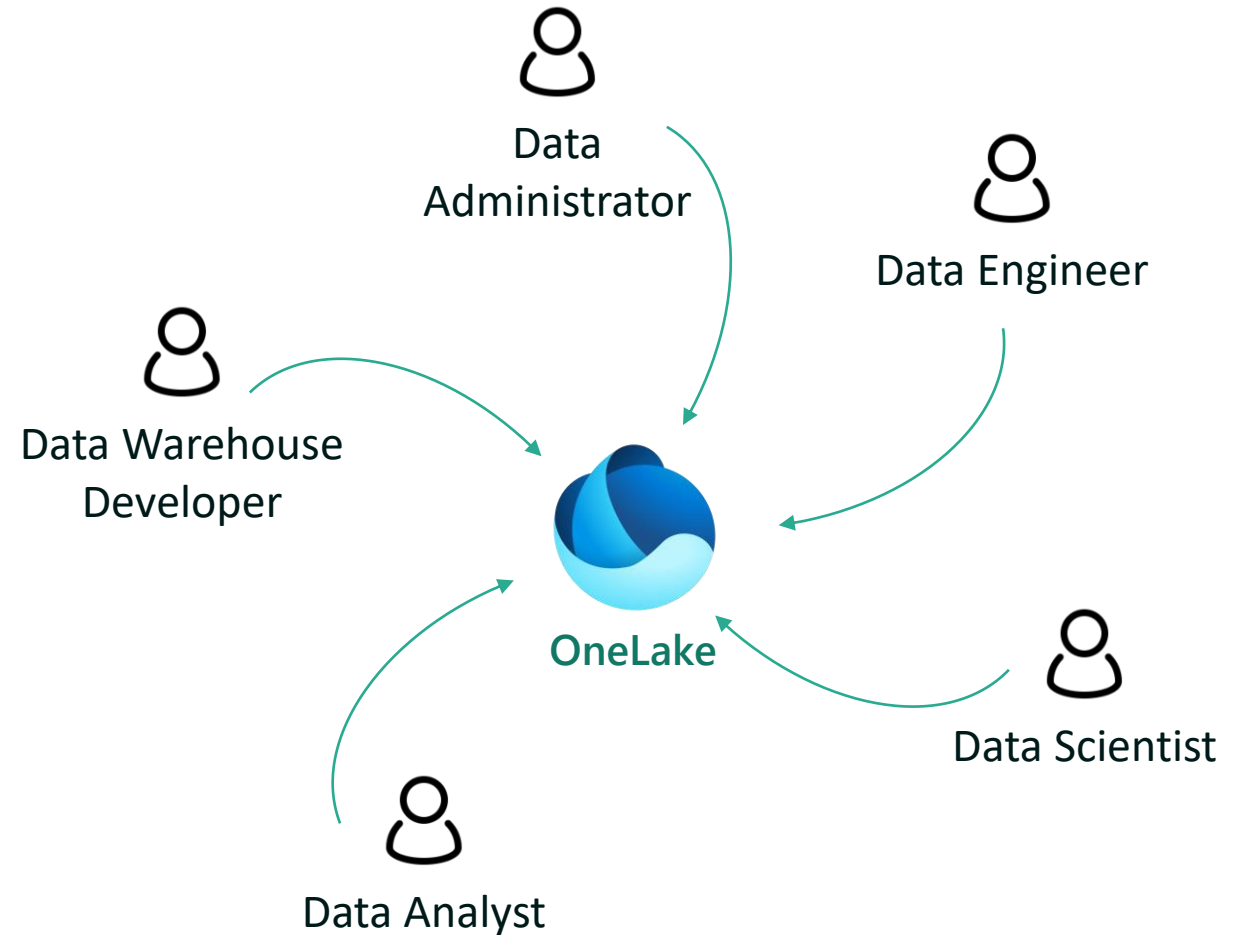 Data
Administrator
Data Engineer
Data Warehouse
Developer
OneLake
Data Scientist
Data Analyst